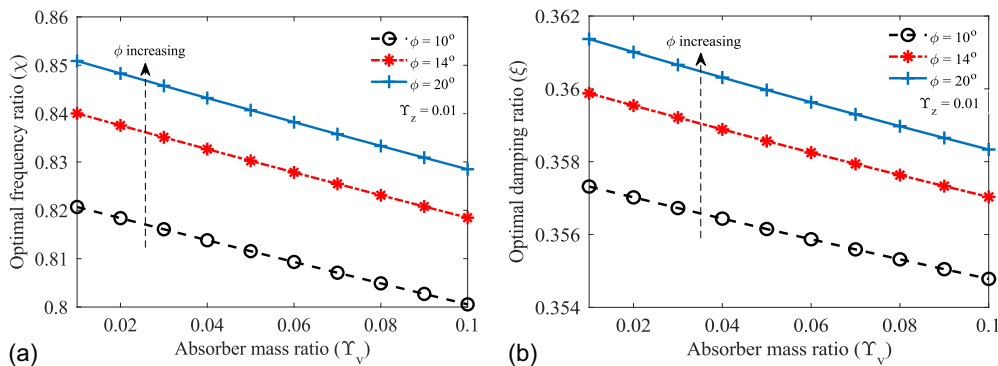 0.86
0.85
0.84
0.83
0.82
0.81
0.8
Optimal frequency ratio (χ)
ϕ increasing
ϕ = 10°
ϕ = 14°
ϕ = 20°
ϒz = 0.01
0.02 0.04 0.06 0.08 0.1
Absorber mass ratio (ϒv)
(a)
0.362
0.36
0.358
0.356
0.354
Optimal damping ratio (ξ)
ϕ increasing
ϕ = 10°
ϕ = 14°
ϕ = 20°
ϒz = 0.01
0.02 0.04 0.06 0.08 0.1
Absorber mass ratio (ϒv)
(b)